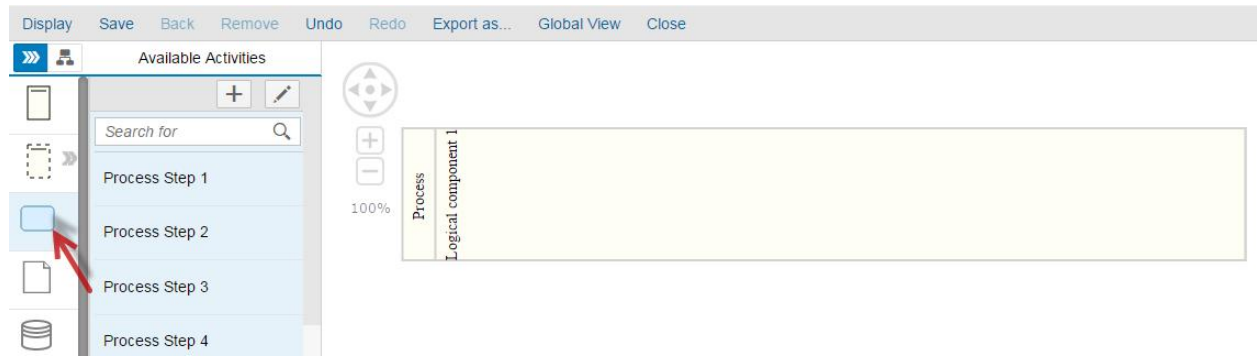 Display Save Back Remove Undo Redo Export as... Global View Close
Available Activities
Search for
Process Step 1
Process Step 2
Process Step 3
Process Step 4
100%
Process
Logical component 1